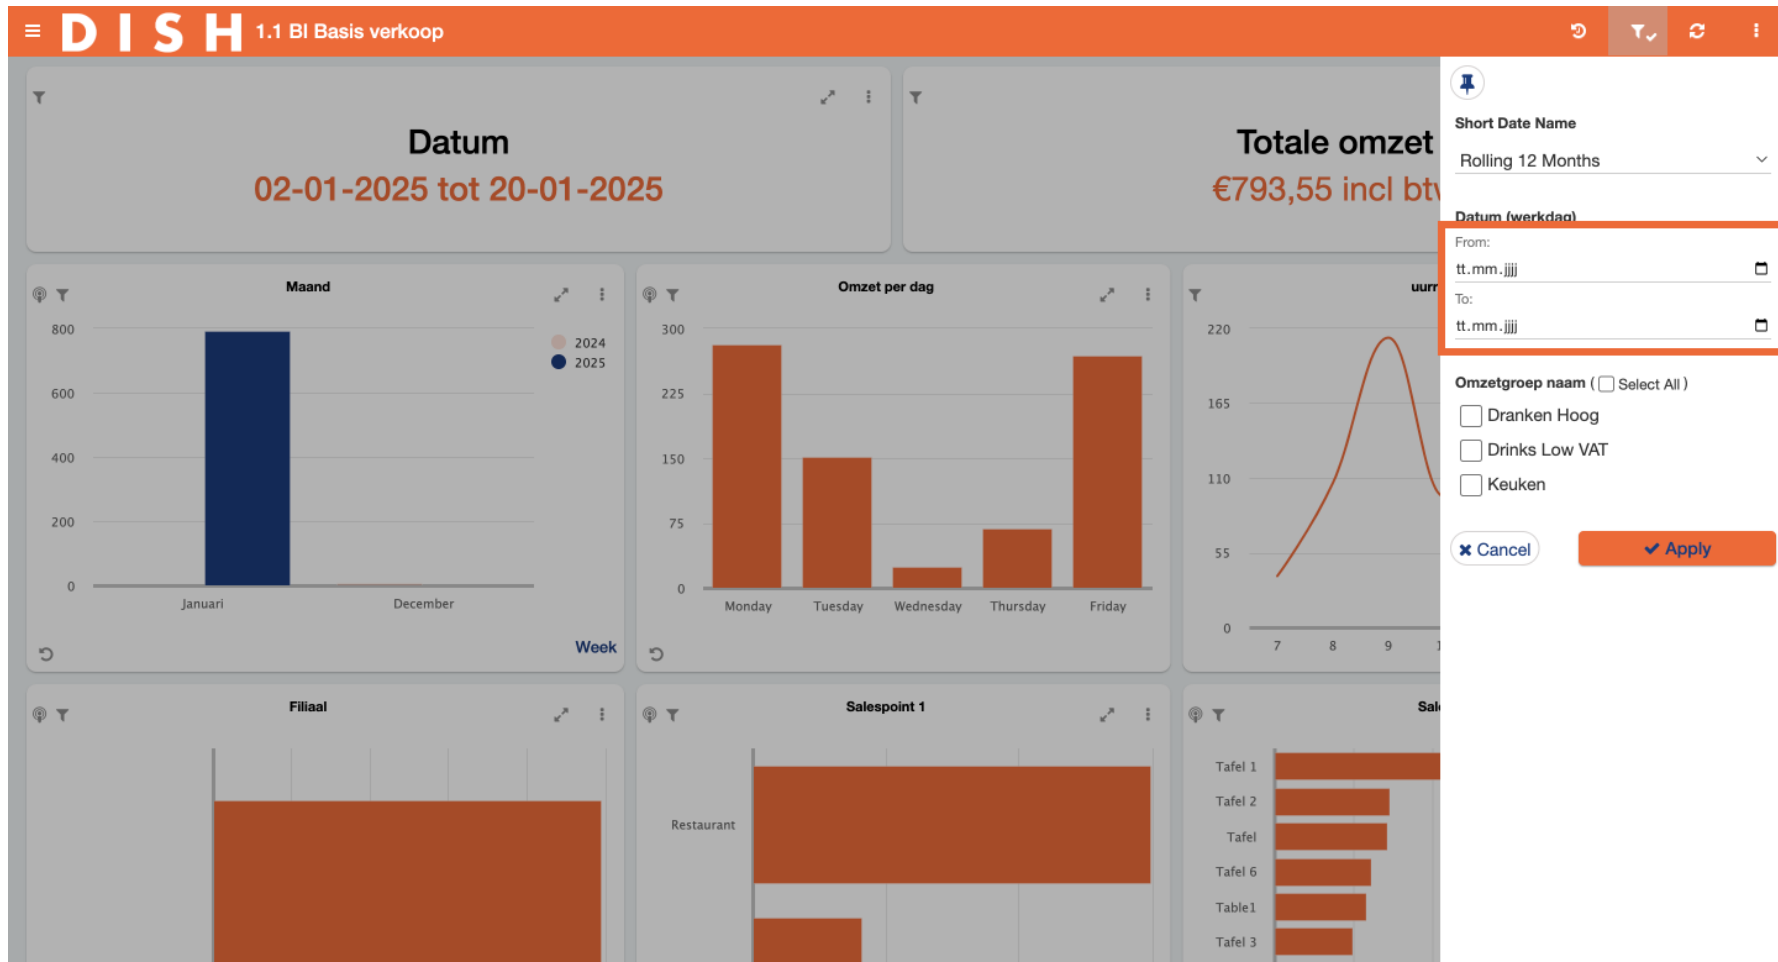 DISH 1.1 BI Basis verkoop
Datum
02-01-2025 tot 20-01-2025
Totale omzet
€793,55 incl
Short Date Name
Rolling 12 Months
Datum (werkdag)
From:
tt.mm.jjjj
To:
tt.mm.jjjj
Omzetgroep naam ( Select All )
Dranken Hoog
Drinks Low VAT
Keuken
Cancel
Apply
Maand
800
600
400
200
0
2024
2025
Januari
December
Week
Omzet per dag
300
225
150
75
0
Monday
Tuesday
Wednesday
Thursday
Friday
220
165
110
55
0
7
8
9
Filiaal
Salespoint 1
Restaurant
Tafel 1
Tafel 2
Tafel
Tafel 6
Table1
Tafel 3